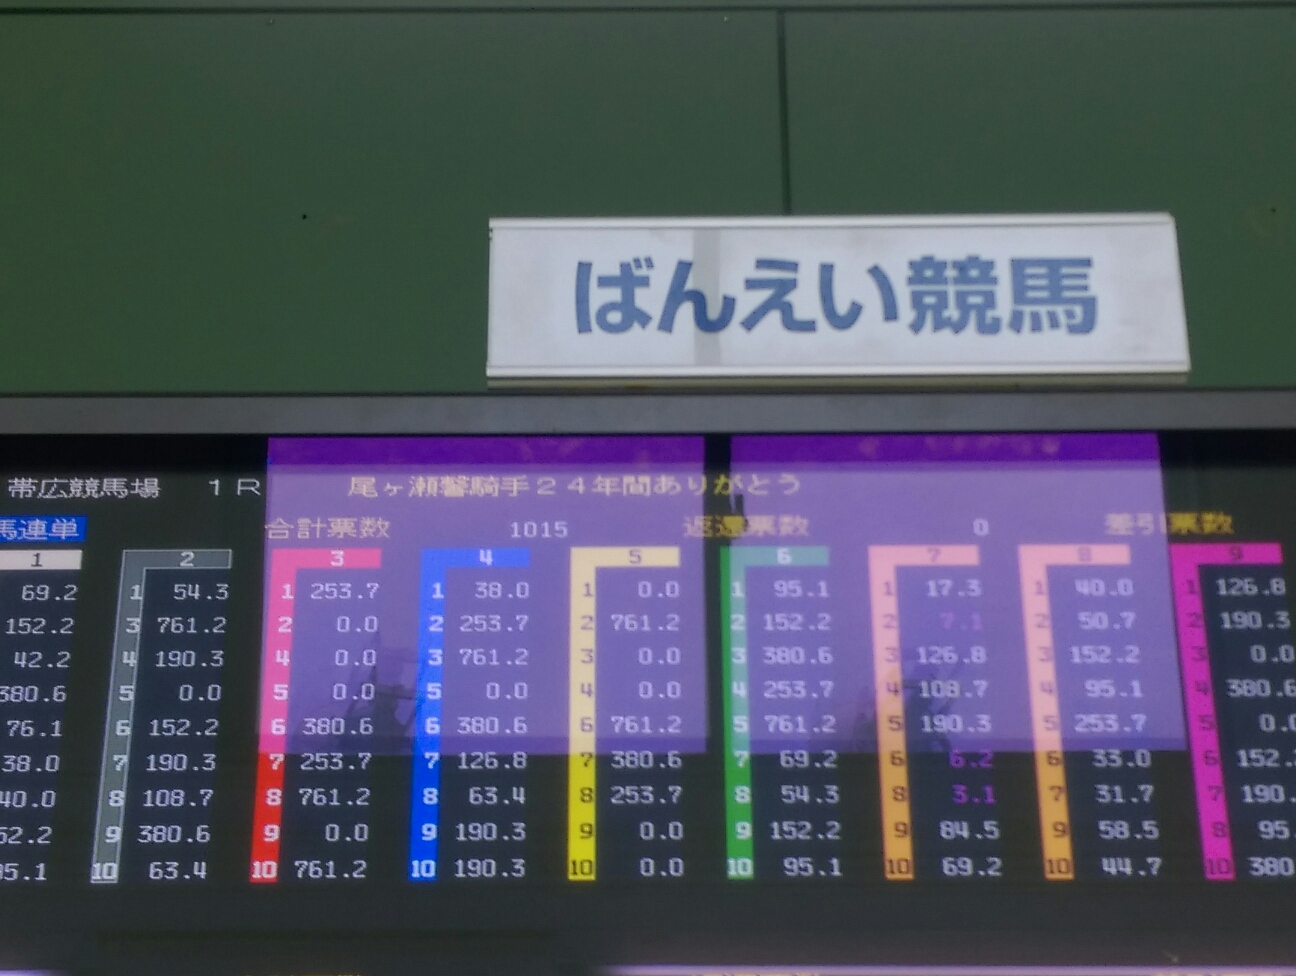 ばんえい競馬
帯広競馬場 1R 尾ヶ瀬馨騎手24年間ありがとう
馬連単 合計票数 1015 返還票数 0 差引票数
1 2 3 4 5 6 7 8 9
69.2 1 54.3 1 253.7 1 38.0 1 0.0 1 95.1 1 17.3 1 40.0 1 126.8
152.2 3 761.2 2 0.0 2 253.7 2 761.2 2 152.2 2 7.1 2 50.7 2 190.3
42.2 4 190.3 4 0.0 3 761.2 3 0.0 3 380.6 3 126.8 3 152.2 3 0.0
380.6 5 0.0 5 0.0 5 0.0 4 0.0 4 253.7 4 108.7 4 95.1 4 380.6
76.1 6 152.2 6 380.6 6 380.6 6 761.2 5 761.2 5 190.3 5 253.7 5 0.0
38.0 7 190.3 7 253.7 7 126.8 7 380.6 7 69.2 6 6.2 6 33.0 6 152.
40.0 8 108.7 8 761.2 8 63.4 8 253.7 8 54.3 8 3.1 7 31.7 7 190.
52.2 9 380.6 9 0.0 9 190.3 9 0.0 9 152.2 9 84.5 9 58.5 8 95.
95.1 10 63.4 10 761.2 10 190.3 10 0.0 10 95.1 10 69.2 10 44.7 10 380